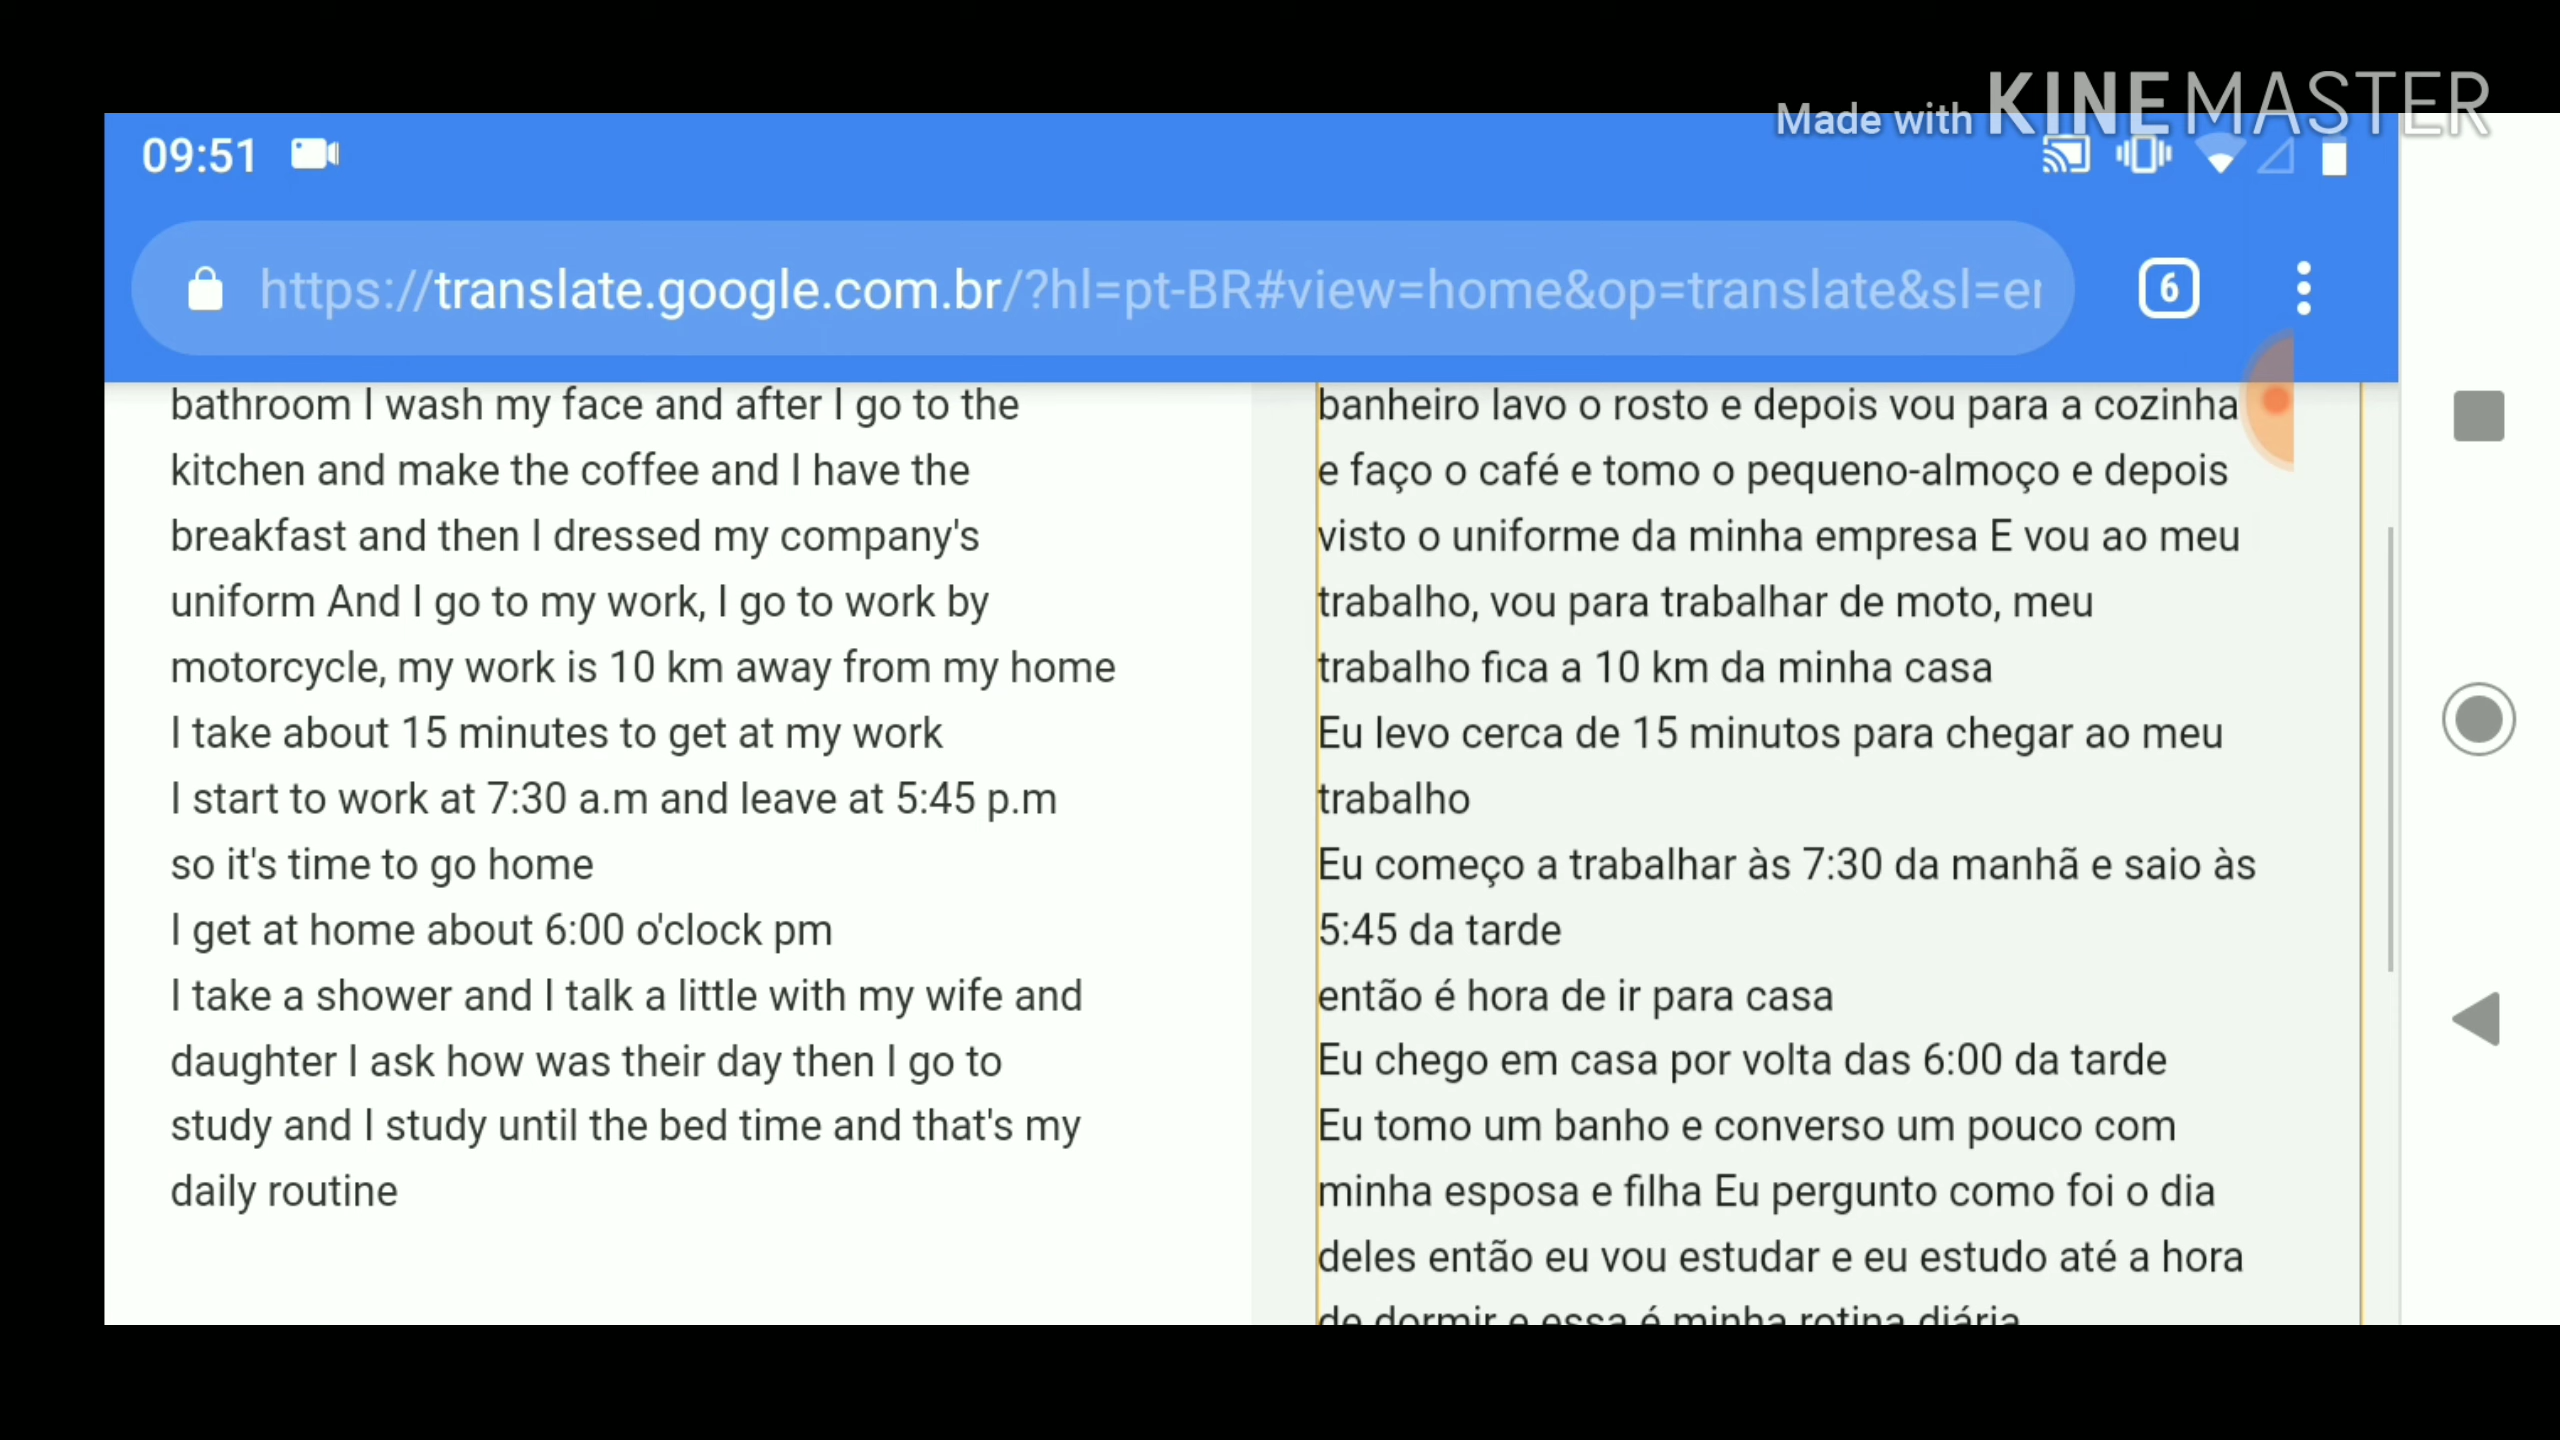 Made with KINEMASTER
09:51
https://translate.google.com.br/?hl=pt-BR#view=home&op=translate&sl=en
6
bathroom I wash my face and after I go to the
kitchen and make the coffee and I have the
breakfast and then I dressed my company's
uniform And I go to my work, I go to work by
motorcycle, my work is 10 km away from my home
I take about 15 minutes to get at my work
I start to work at 7:30 a.m and leave at 5:45 p.m
so it's time to go home
I get at home about 6:00 o'clock pm
I take a shower and I talk a little with my wife and
daughter I ask how was their day then I go to
study and I study until the bed time and that's my
daily routine
banheiro lavo o rosto e depois vou para a cozinha
e faço o café e tomo o pequeno-almoço e depois
visto o uniforme da minha empresa E vou ao meu
trabalho, vou para trabalhar de moto, meu
trabalho fica a 10 km da minha casa
Eu levo cerca de 15 minutos para chegar ao meu
trabalho
Eu começo a trabalhar às 7:30 da manhã e saio às
5:45 da tarde
então é hora de ir para casa
Eu chego em casa por volta das 6:00 da tarde
Eu tomo um banho e converso um pouco com
minha esposa e filha Eu pergunto como foi o dia
deles então eu vou estudar e eu estudo até a hora
de dormir e essa é minha rotina diária